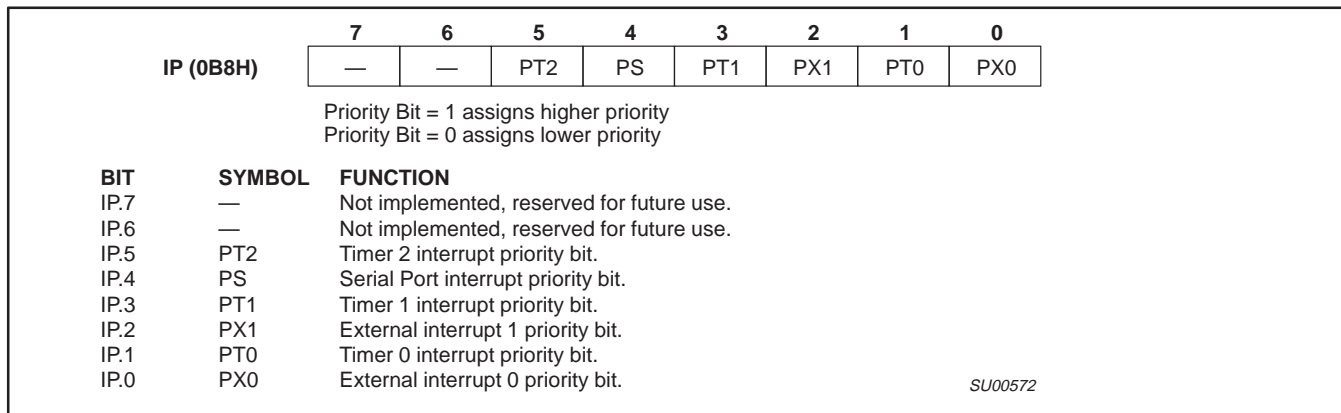 7 6 5 4 3 2 1 0
IP (0B8H) — — PT2 PS PT1 PX1 PT0 PX0
Priority Bit = 1 assigns higher priority
Priority Bit = 0 assigns lower priority
BIT SYMBOL FUNCTION
IP.7 — Not implemented, reserved for future use.
IP.6 — Not implemented, reserved for future use.
IP.5 PT2 Timer 2 interrupt priority bit.
IP.4 PS Serial Port interrupt priority bit.
IP.3 PT1 Timer 1 interrupt priority bit.
IP.2 PX1 External interrupt 1 priority bit.
IP.1 PT0 Timer 0 interrupt priority bit.
IP.0 PX0 External interrupt 0 priority bit.
SU00572